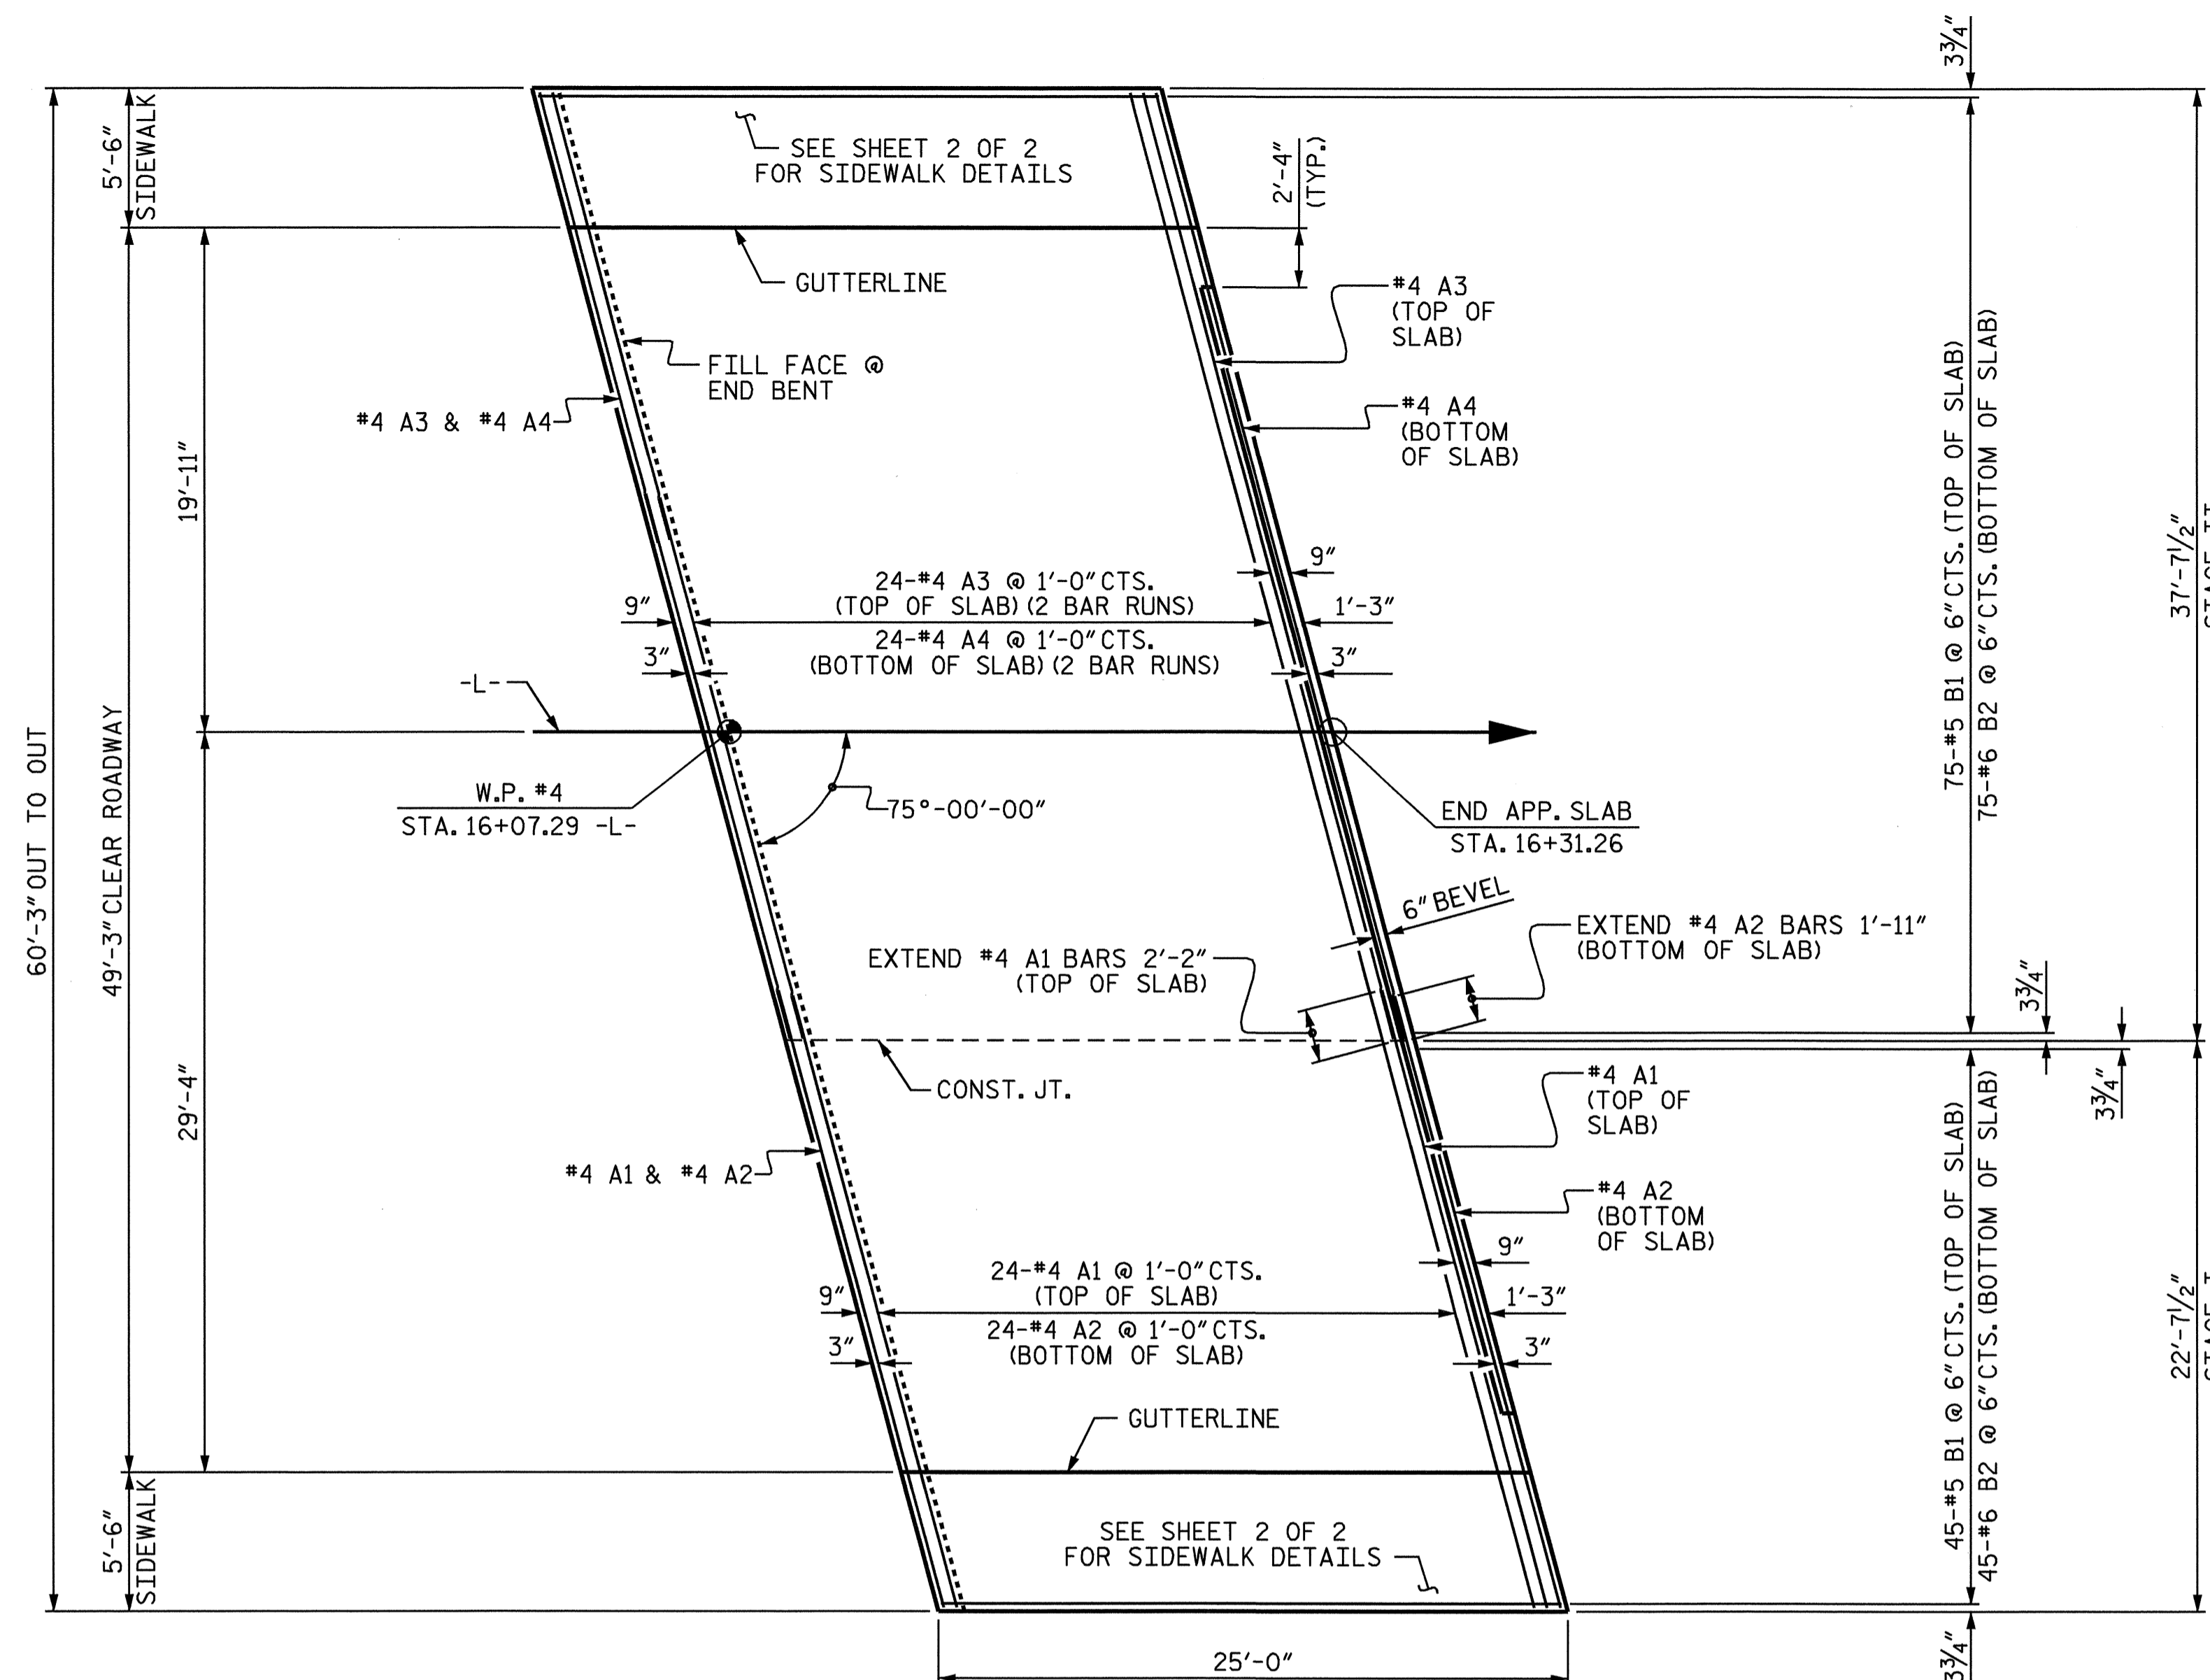 3¾"
5'-6"
SIDEWALK
SEE SHEET 2 OF 2
FOR SIDEWALK DETAILS
2'-4"
(TYP.)
GUTTERLINE
#4 A3
(TOP OF
SLAB)
FILL FACE @
END BENT
#4 A3 & #4 A4
#4 A4
(BOTTOM
OF SLAB)
19'-11"
75-#5 B1 @ 6" CTS. (TOP OF SLAB)
75-#6 B2 @ 6" CTS. (BOTTOM OF SLAB)
37'-7½"
9"
24-#4 A3 @ 1'-0" CTS.
(TOP OF SLAB) (2 BAR RUNS)
9"
1'-3"
24-#4 A4 @ 1'-0" CTS.
(BOTTOM OF SLAB) (2 BAR RUNS)
3"
3"
-L-
60'-3" OUT TO OUT
49'-3" CLEAR ROADWAY
W.P. #4
STA. 16+07.29 -L-
75°-00'-00"
END APP. SLAB
STA. 16+31.26
6" BEVEL
EXTEND #4 A2 BARS 1'-11"
(BOTTOM OF SLAB)
EXTEND #4 A1 BARS 2'-2"
(TOP OF SLAB)
3¾"
3¾"
29'-4"
CONST. JT.
#4 A1
(TOP OF
SLAB)
#4 A1 & #4 A2
#4 A2
(BOTTOM
OF SLAB)
9"
24-#4 A1 @ 1'-0" CTS.
(TOP OF SLAB)
9"
1'-3"
24-#4 A2 @ 1'-0" CTS.
(BOTTOM OF SLAB)
3"
3"
45-#5 B1 @ 6" CTS. (TOP OF SLAB)
45-#6 B2 @ 6" CTS. (BOTTOM OF SLAB)
22'-7½"
GUTTERLINE
5'-6"
SIDEWALK
SEE SHEET 2 OF 2
FOR SIDEWALK DETAILS
25'-0"
3¾"